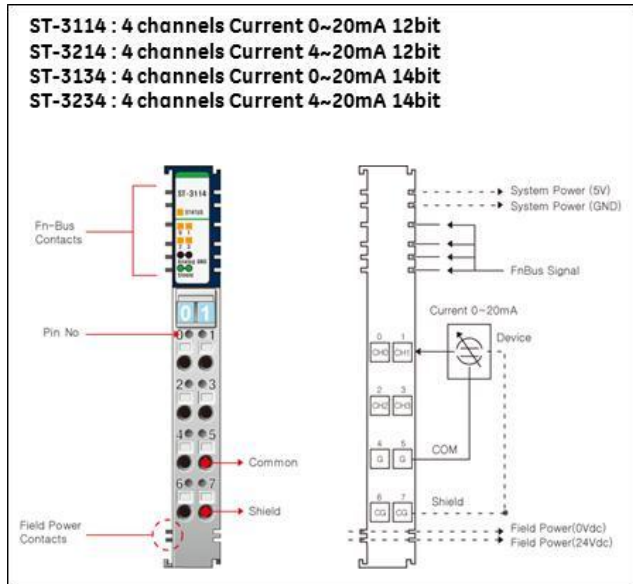 ST-3114 : 4 channels Current 0~20mA 12bit
ST-3214 : 4 channels Current 4~20mA 12bit
ST-3134 : 4 channels Current 0~20mA 14bit
ST-3234 : 4 channels Current 4~20mA 14bit
ST-3114
STATUS
0 1
2 3
Fn-Bus
Contacts
Pin No
01
0 1
2 3
4 5
6 7
Common
Shield
Field Power
Contacts
System Power (5V)
System Power (GND)
FnBus Signal
Current 0~20mA
Device
0 1
CH0 CH1
2 3
CH2 CH3
4 5
G G
COM
6 7
CG CG
Shield
Field Power(0Vdc)
Field Power(24Vdc)